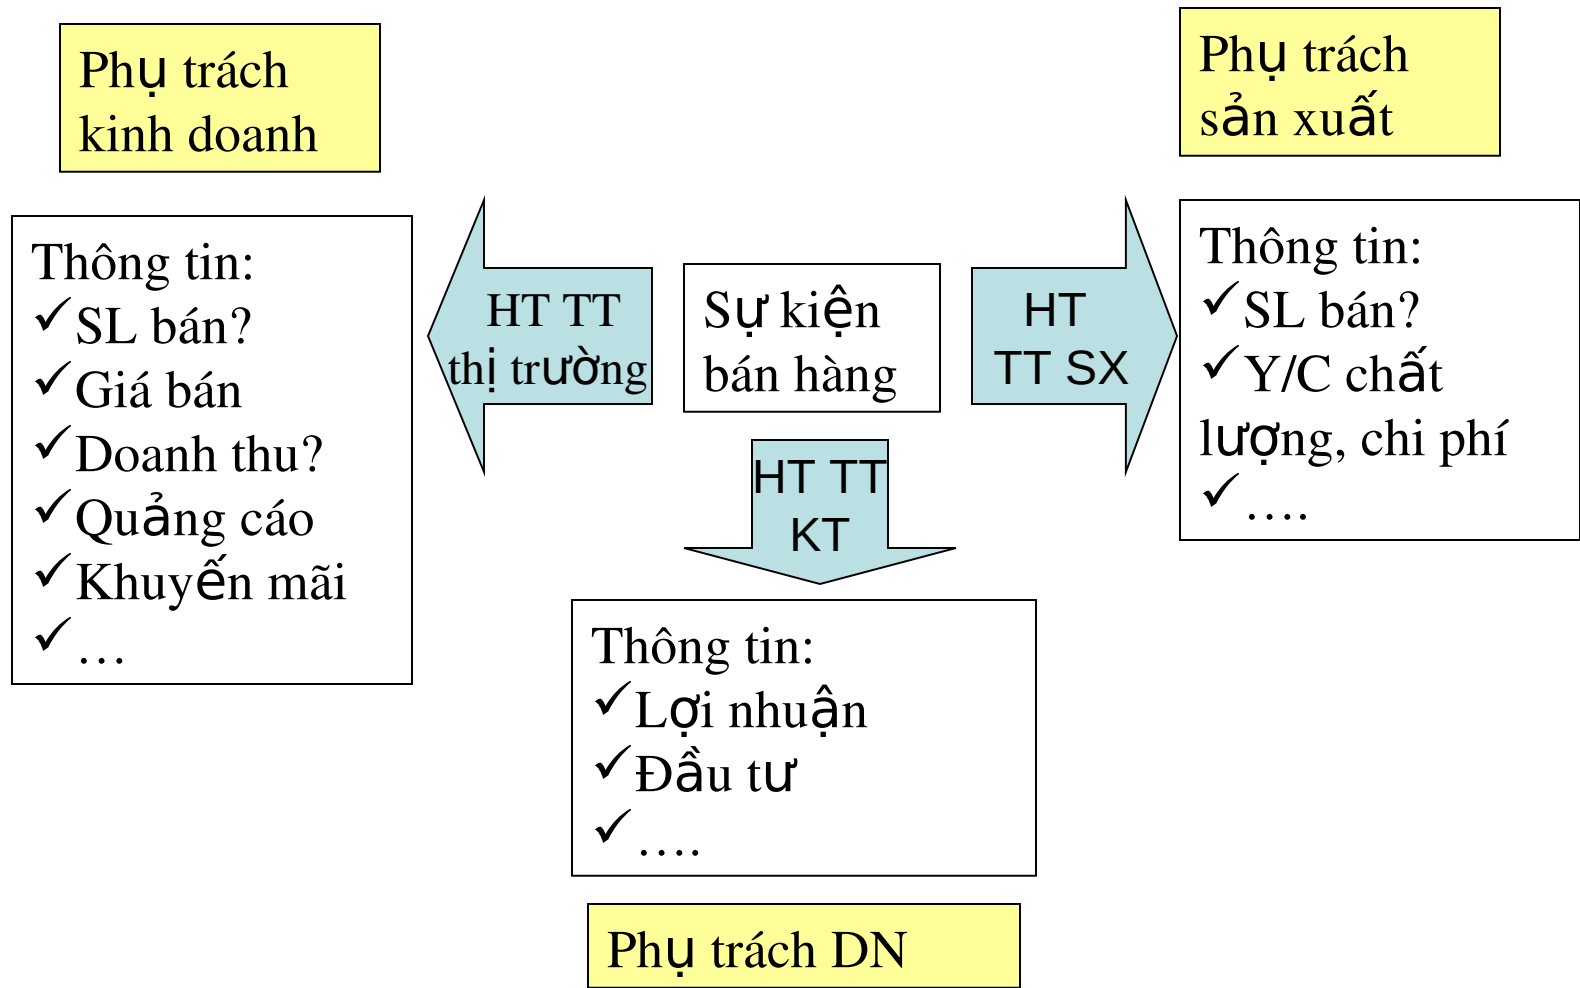 Phụ trách
kinh doanh
Thông tin:
✓SL bán?
✓Giá bán
✓Doanh thu?
✓Quảng cáo
✓Khuyến mãi
✓…
HT TT
thị trường
Sự kiện
bán hàng
HT
TT SX
HT TT
KT
Phụ trách
sản xuất
Thông tin:
✓SL bán?
✓Y/C chất
lượng, chi phí
✓….
Thông tin:
✓Lợi nhuận
✓Đầu tư
✓….
Phụ trách DN